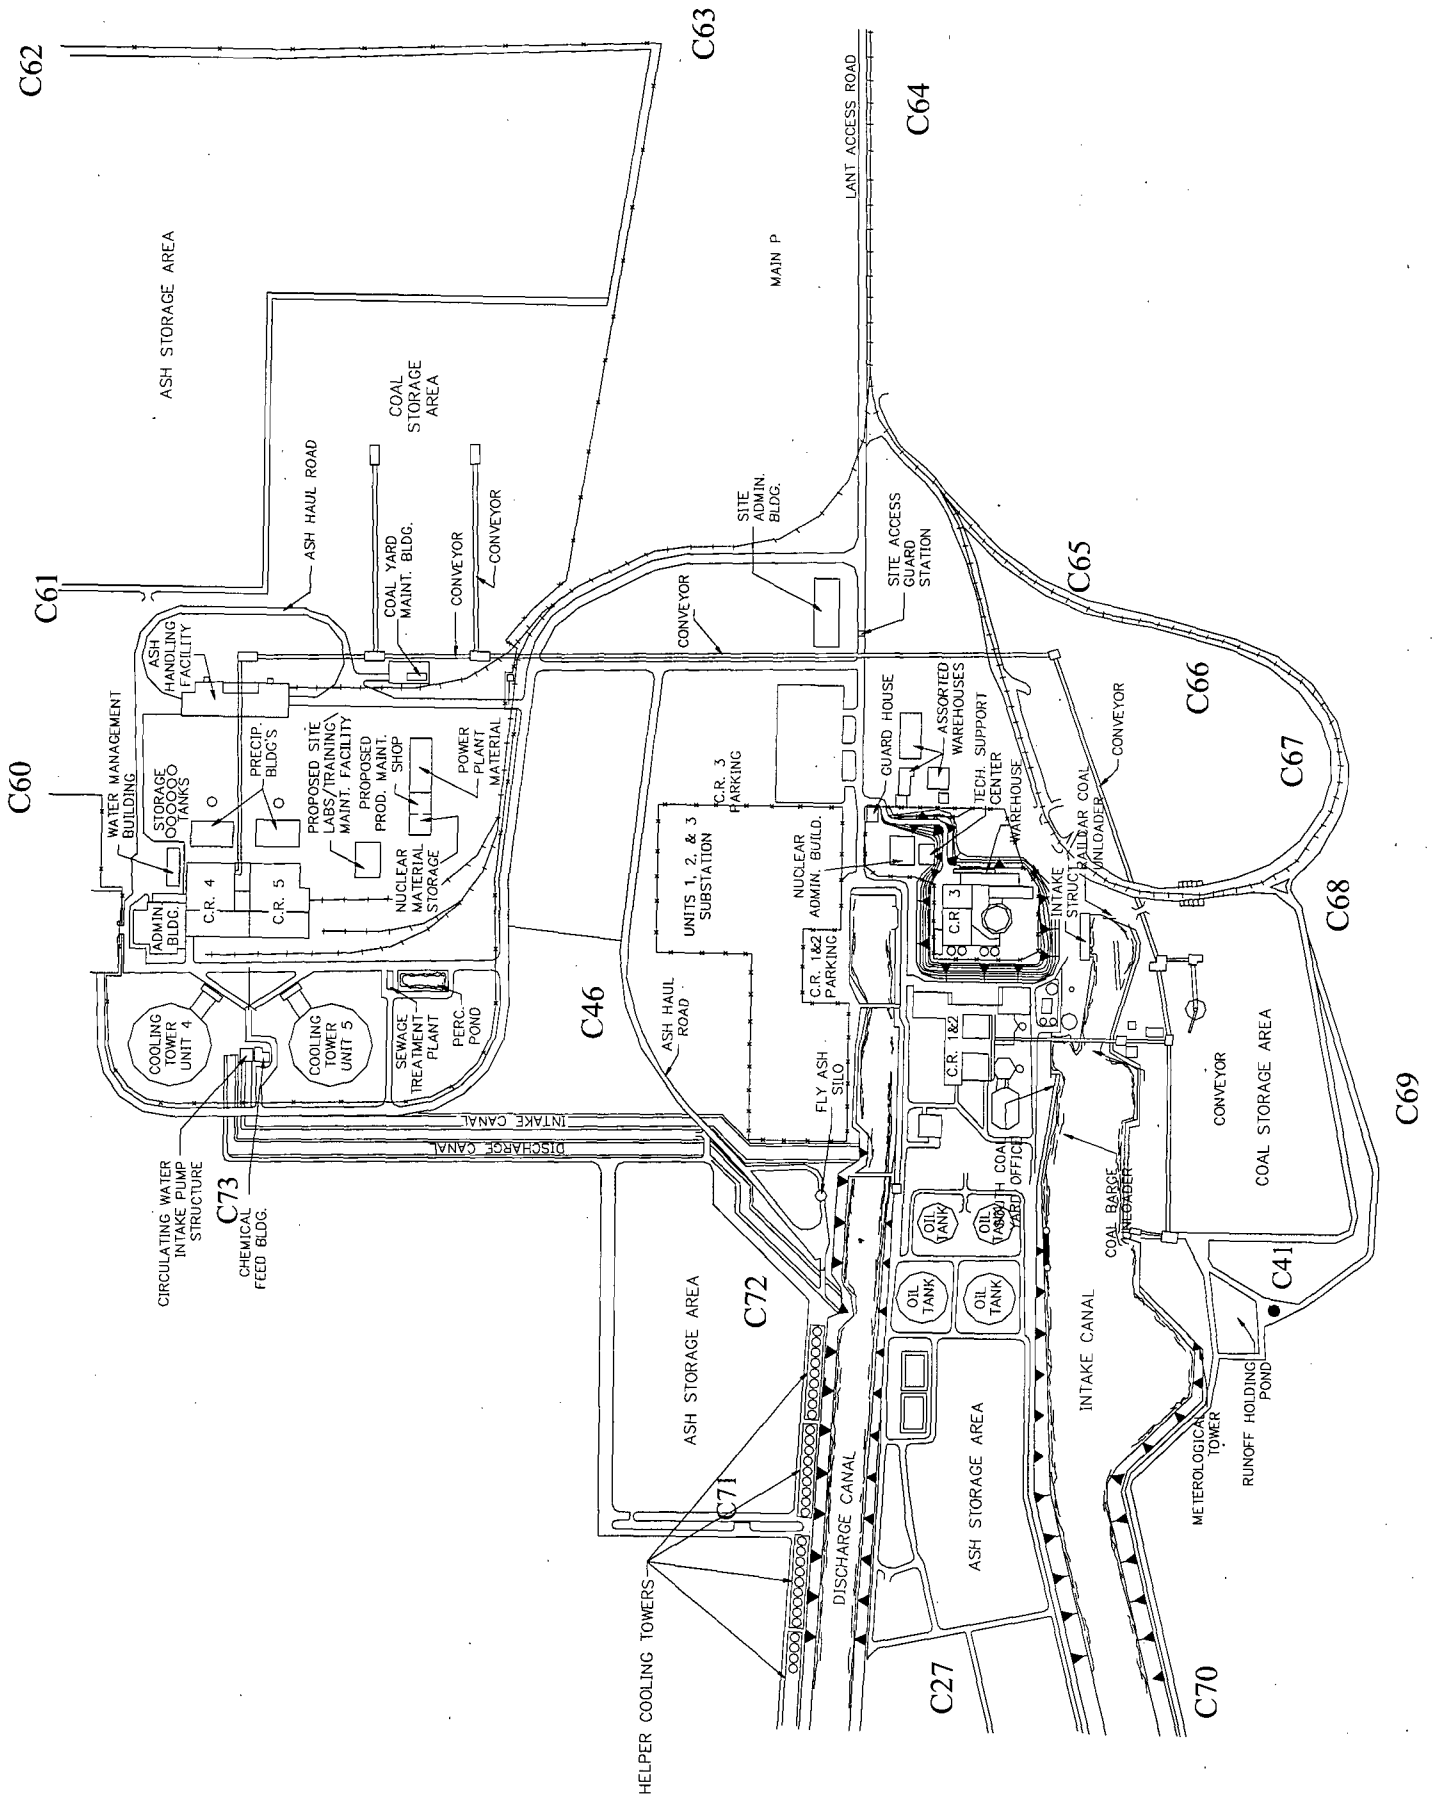 C62
C63
C64
LANT ACCESS ROAD
MAIN P
ASH STORAGE AREA
COAL
STORAGE
AREA
C61
ASH HAUL ROAD
COAL YARD
MAINT. BLDG.
CONVEYOR
CONVEYOR
ASH
HANDLING
FACILITY
SITE
ADMIN.
BLDG.
SITE ACCESS
GUARD
STATION
CONVEYOR
C65
C66
C67
C68
C69
C60
WATER MANAGEMENT
BUILDING
STORAGE
TANKS
PRECIP.
BLDG'S
PROPOSED SITE
LABS/TRAINING/
MAINT. FACILITY
PROPOSED
PROD. MAINT.
SHOP
POWER
PLANT
MATERIAL
NUCLEAR
MATERIAL
STORAGE
ADMIN
BLDG.
C.R. 4
C.R. 5
C.R. 3
PARKING
UNITS 1, 2, & 3
SUBSTATION
GUARD HOUSE
ASSORTED
WAREHOUSES
TECH. SUPPORT
CENTER
WAREHOUSE
NUCLEAR
ADMIN. BUILD.
C.R. 3
INTAKE
STRUCT
RAILCAR COAL
UNLOADER
CONVEYOR
C.R. 1&2
PARKING
C46
ASH HAUL
ROAD
COOLING
TOWER
UNIT 4
COOLING
TOWER
UNIT 5
SEWAGE
TREATMENT
PLANT
PERC.
POND
FLY ASH
SILO
C.R. 1&2
INTAKE CANAL
DISCHARGE CANAL
CIRCULATING WATER
INTAKE PUMP
STRUCTURE
C73
CHEMICAL
FEED BLDG.
CONVEYOR
COAL STORAGE AREA
SOUTH COAL
YARD OFFICE
COAL BARGE
UNLOADER
OIL
TANK
OIL
TANK
OIL
TANK
OIL
TANK
C72
C41
ASH STORAGE AREA
INTAKE CANAL
RUNOFF HOLDING
POND
METEROLOGICAL
TOWER
C71
DISCHARGE CANAL
ASH STORAGE AREA
HELPER COOLING TOWERS
C27
C70